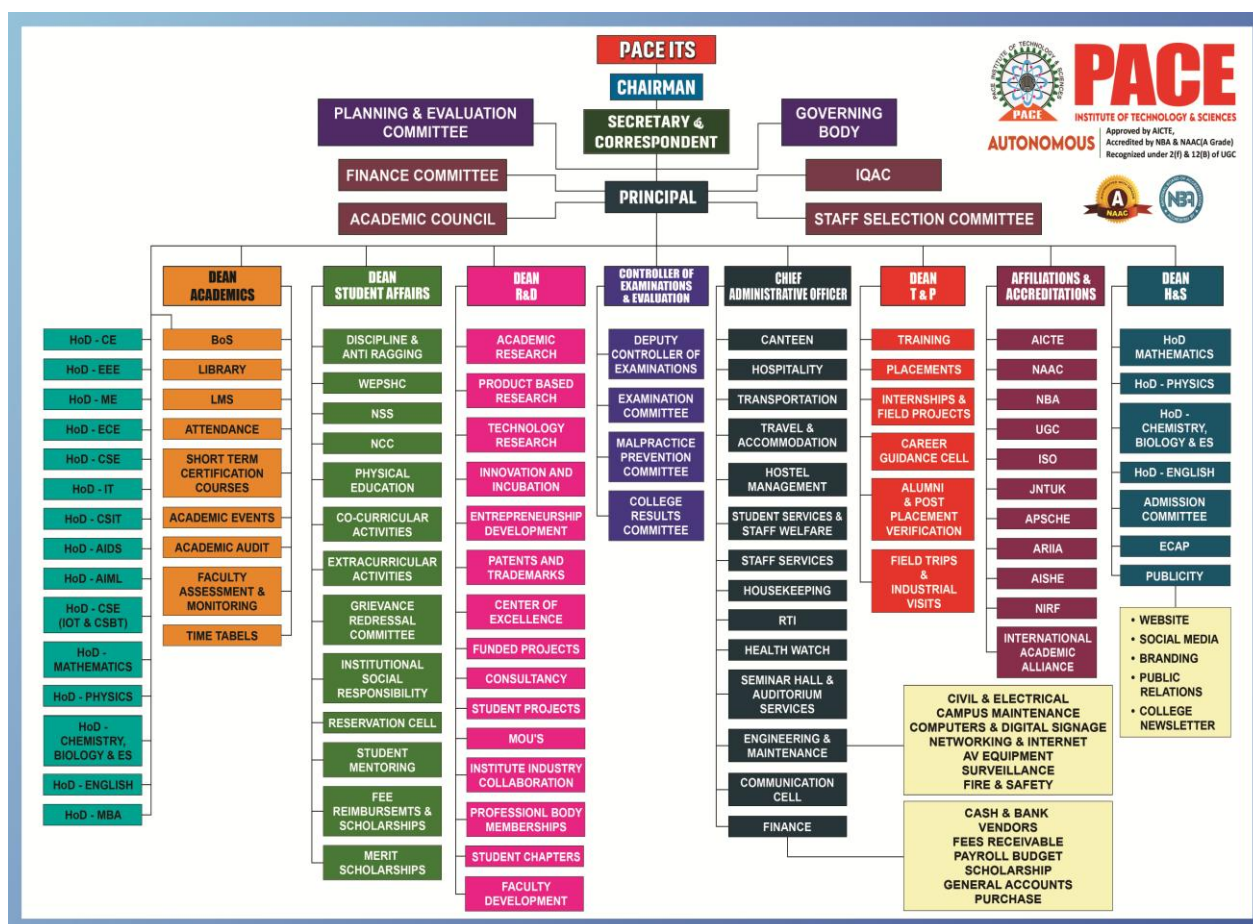 PACE ITS
CHAIRMAN
SECRETARY &
CORRESPONDENT
PLANNING & EVALUATION
COMMITTEE
GOVERNING
BODY
FINANCE COMMITTEE
IQAC
PRINCIPAL
ACADEMIC COUNCIL
STAFF SELECTION COMMITTEE
PACE INSTITUTE OF TECHNOLOGY & SCIENCES
PACE
PACE
INSTITUTE OF TECHNOLOGY & SCIENCES
AUTONOMOUS
Approved by AICTE,
Accredited by NBA & NAAC(A Grade)
Recognized under 2(f) & 12(B) of UGC
A
NAAC
NBA
HoD - CE
HoD - EEE
HoD - ME
HoD - ECE
HoD - CSE
HoD - IT
HoD - CSIT
HoD - AIDS
HoD - AIML
HoD - CSE
(IOT & CSBT)
HoD -
MATHEMATICS
HoD - PHYSICS
HoD -
CHEMISTRY,
BIOLOGY & ES
HoD - ENGLISH
HoD - MBA
DEAN
ACADEMICS
BoS
LIBRARY
LMS
ATTENDANCE
SHORT TERM
CERTIFICATION
COURSES
ACADEMIC EVENTS
ACADEMIC AUDIT
FACULTY
ASSESSMENT &
MONITORING
TIME TABELS
DEAN
STUDENT AFFAIRS
DISCIPLINE &
ANTI RAGGING
WEPSHC
NSS
NCC
PHYSICAL
EDUCATION
CO-CURRICULAR
ACTIVITIES
EXTRACURRICULAR
ACTIVITIES
GRIEVANCE
REDRESSAL
COMMITTEE
INSTITUTIONAL
SOCIAL
RESPONSIBILITY
RESERVATION CELL
STUDENT
MENTORING
FEE
REIMBURSEMTS &
SCHOLARSHIPS
MERIT
SCHOLARSHIPS
DEAN
R&D
ACADEMIC
RESEARCH
PRODUCT BASED
RESEARCH
TECHNOLOGY
RESEARCH
INNOVATION AND
INCUBATION
ENTREPRENEURSHIP
DEVELOPMENT
PATENTS AND
TRADEMARKS
CENTER OF
EXCELLENCE
FUNDED PROJECTS
CONSULTANCY
STUDENT PROJECTS
MOU'S
INSTITUTE INDUSTRY
COLLABORATION
PROFESSIONL BODY
MEMBERSHIPS
STUDENT CHAPTERS
FACULTY
DEVELOPMENT
CONTROLLER OF
EXAMINATIONS
& EVALUATION
DEPUTY
CONTROLLER OF
EXAMINATIONS
EXAMINATION
COMMITTEE
MALPRACTICE
PREVENTION
COMMITTEE
COLLEGE
RESULTS
COMMITTEE
CHIEF
ADMINISTRATIVE OFFICER
CANTEEN
HOSPITALITY
TRANSPORTATION
TRAVEL &
ACCOMMODATION
HOSTEL
MANAGEMENT
STUDENT SERVICES &
STAFF WELFARE
STAFF SERVICES
HOUSEKEEPING
RTI
HEALTH WATCH
SEMINAR HALL &
AUDITORIUM
SERVICES
ENGINEERING &
MAINTENANCE
COMMUNICATION
CELL
FINANCE
DEAN
T & P
TRAINING
PLACEMENTS
INTERNSHIPS &
FIELD PROJECTS
CAREER
GUIDANCE CELL
ALUMNI
& POST
PLACEMENT
VERIFICATION
FIELD TRIPS
&
INDUSTRIAL
VISITS
AFFILIATIONS &
ACCREDITATIONS
AICTE
NAAC
NBA
UGC
ISO
JNTUK
APSCHE
ARIIA
AISHE
NIRF
INTERNATIONAL
ACADEMIC
ALLIANCE
DEAN
H&S
HoD
MATHEMATICS
HoD - PHYSICS
HoD -
CHEMISTRY,
BIOLOGY & ES
HoD - ENGLISH
ADMISSION
COMMITTEE
ECAP
PUBLICITY
• WEBSITE
• SOCIAL MEDIA
• BRANDING
• PUBLIC
RELATIONS
• COLLEGE
NEWSLETTER
CIVIL & ELECTRICAL
CAMPUS MAINTENANCE
COMPUTERS & DIGITAL SIGNAGE
NETWORKING & INTERNET
AV EQUIPMENT
SURVEILLANCE
FIRE & SAFETY
CASH & BANK
VENDORS
FEES RECEIVABLE
PAYROLL BUDGET
SCHOLARSHIP
GENERAL ACCOUNTS
PURCHASE